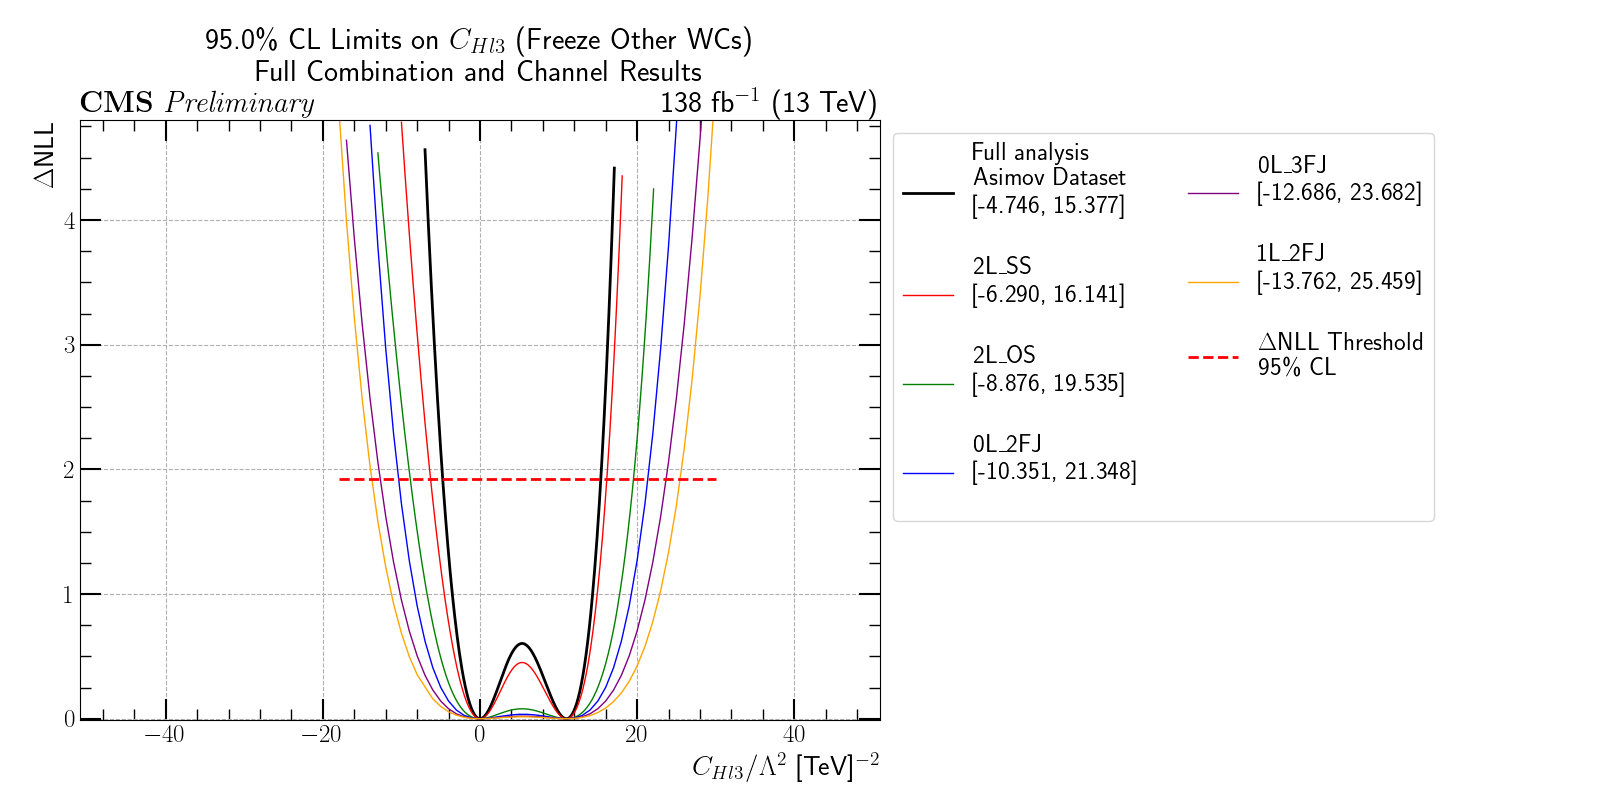 95.0% CL Limits on C_{Hl3} (Freeze Other WCs)
Full Combination and Channel Results
CMS Preliminary
138 fb^{-1} (13 TeV)
ΔNLL
4
3
2
1
0
−40
−20
0
20
40
C_{Hl3}/Λ^2 [TeV]^{-2}
Full analysis
Asimov Dataset
[-4.746, 15.377]
2L_SS
[-6.290, 16.141]
2L_OS
[-8.876, 19.535]
0L_2FJ
[-10.351, 21.348]
0L_3FJ
[-12.686, 23.682]
1L_2FJ
[-13.762, 25.459]
ΔNLL Threshold
95% CL